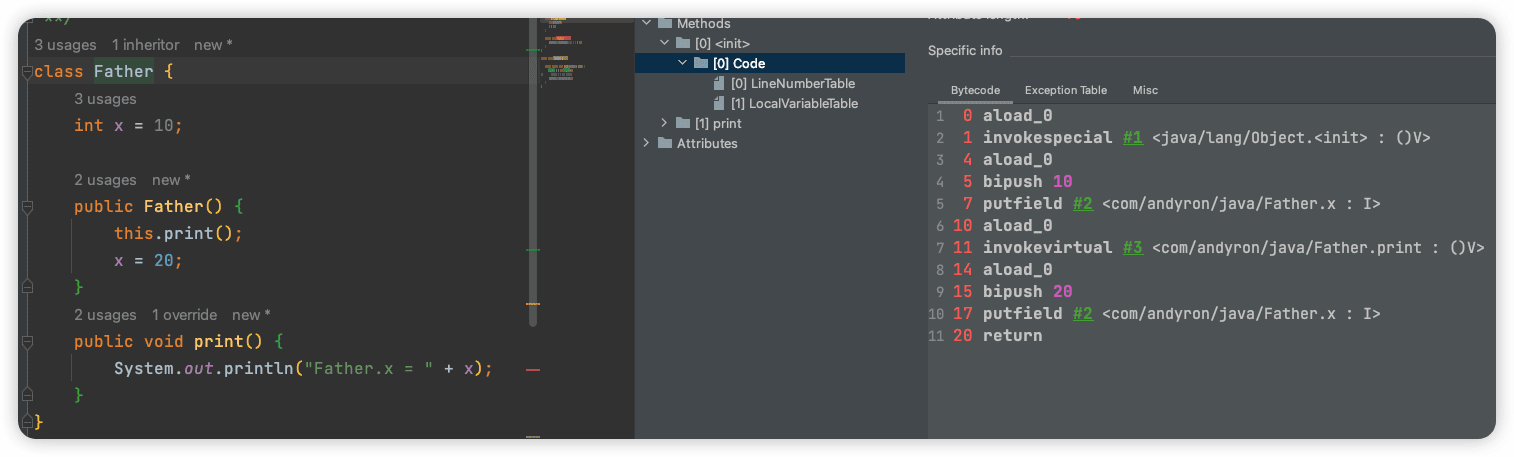 3 usages   1 inheritor   new *
class Father {
3 usages
int x = 10;
2 usages   new *
public Father() {
this.print();
x = 20;
}
2 usages   1 override   new *
public void print() {
System.out.println("Father.x = " + x);
}
}
Methods
[0] <init>
[0] Code
[0] LineNumberTable
[1] LocalVariableTable
[1] print
Attributes
Specific info
Bytecode   Exception Table   Misc
1 0 aload_0
2 1 invokespecial #1 <java/lang/Object.<init> : ()V>
3 4 aload_0
4 5 bipush 10
5 7 putfield #2 <com/andyron/java/Father.x : I>
6 10 aload_0
7 11 invokevirtual #3 <com/andyron/java/Father.print : ()V>
8 14 aload_0
9 15 bipush 20
10 17 putfield #2 <com/andyron/java/Father.x : I>
11 20 return